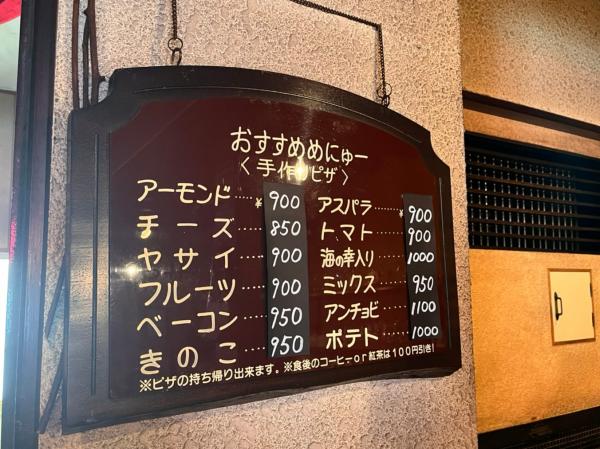 おすすめめにゅー
〈手作りピザ〉
アーモンド……¥900
チーズ……850
ヤサイ……900
フルーツ……900
ベーコン……950
きのこ……950
アスパラ……¥900
トマト……900
海の幸入り……1000
ミックス……950
アンチョビ……1100
ポテト……1000
※ピザの持ち帰り出来ます。※食後のコーヒーor紅茶は100円引き!